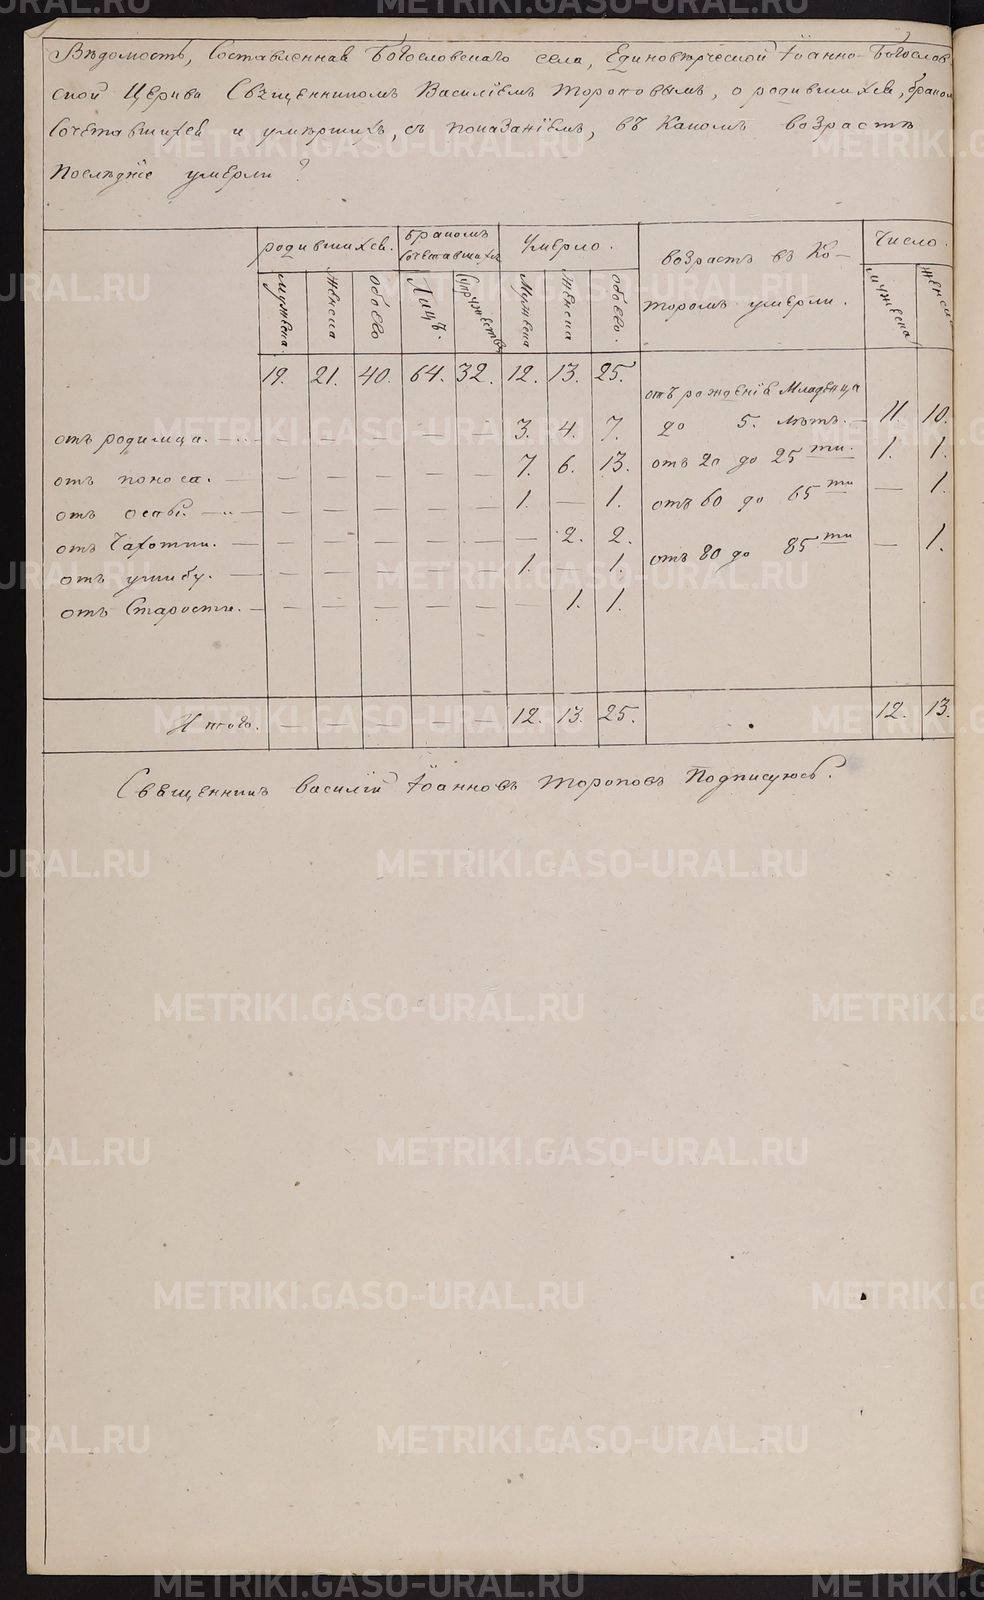 Вѣдомость, Составленная Богословскаго села, Единовѣрческой Іоанно-Богослов
ской Церкви Священникомъ Василіемъ Тороповымъ, о родившихся, бракомъ
Сочетавшихся и умершихъ, съ показаніемъ, въ какомъ возрастѣ
Послѣдніе умерли?
родившихся. бракомъ Сочетавшихся Умерло. возрастъ въ Ко- Число.
Мужеска. Женска обоего Лицъ. Супружествъ Мужеска Женска обоего. торомъ умерли. Мужеска Женска
19. 21. 40. 64. 32. 12. 13. 25.
отъ рожденія Младенца
отъ родимца. — — — — — — 3. 4. 7. до 5. лѣтъ. — 11 10.
отъ поноса. — — — — — — 7. 6. 13. отъ 20 до 25 ти. 1. 1.
отъ оспы. — — — — — — 1. — 1. отъ 60 до 65 ти — 1.
отъ Чахотки. — — — — — — — 2. 2. отъ 80 до 85 ти — 1.
отъ ушибу. — — — — — — 1. — 1.
отъ Старости. — — — — — — 1. 1.
Итого. — — — — — 12. 13. 25. 12. 13.
Священникъ Василій Іоанновъ Тороповъ Подписуюсь.
METRIKI.GASO-URAL.RU